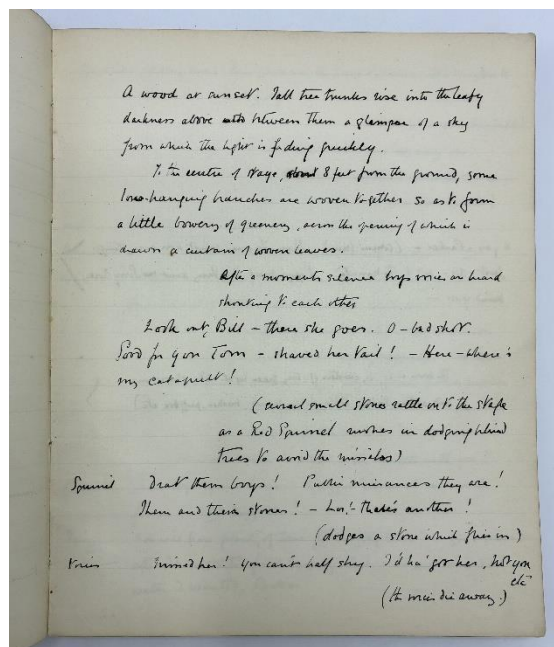 A wood at sunset. Tall tree trunks rise into the leafy
darkness above between them a glimpse of a sky
from which the light is fading quickly.
To the centre of stage, about 8 feet from the ground, some
low-hanging branches are woven together so as to form
a little bowery of greenery, across the opening of which is
drawn a curtain of woven leaves.
After a moments silence boys voices are heard
shouting to each other
Look out, Bill – there she goes. O – bad shot.
Good for you Tom – shaved her tail! – Here – where's
my catapult!
(several small stones rattle on to the stage
as a Red Squirrel rushes in dodging behind
trees to avoid the missiles)
Squirrel Drat them boys! Public nuisances they are!
Them and their stones! – Lor! – there's another!
(dodges a stone which flies in)
Voices Missed her! You can't half shy. I'd ha' got her, not you
etc
(the voices die away.)